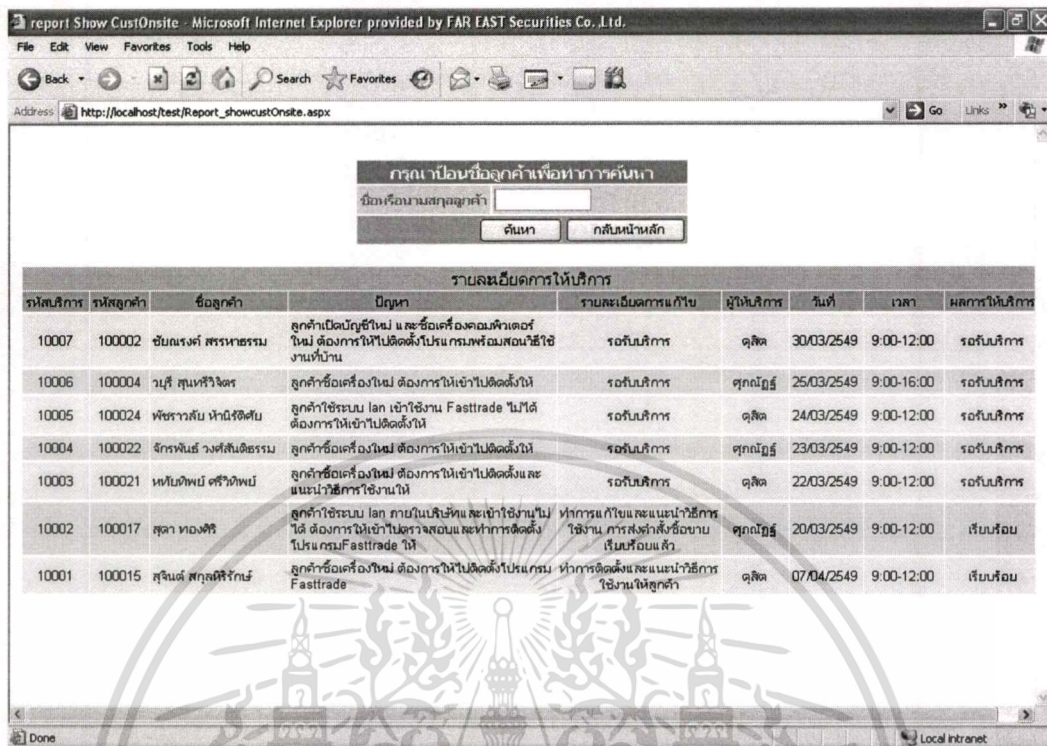 report Show CustOnsite - Microsoft Internet Explorer provided by FAR EAST Securities Co.,Ltd.
File Edit View Favorites Tools Help
Back Search Favorites
Address http://localhost/test/Report_showcustOnsite.aspx Go Links »
กรุณาป้อนชื่อลูกค้าเพื่อทำการค้นหา
ชื่อหรือนามสกุลลูกค้า
ค้นหา กลับหน้าหลัก
รายละเอียดการให้บริการ
รหัสบริการ รหัสลูกค้า ชื่อลูกค้า ปัญหา รายละเอียดการแก้ไข ผู้ให้บริการ วันที่ เวลา ผลการให้บริการ
ลูกค้าเปิดบัญชีใหม่ และซื้อเครื่องคอมพิวเตอร์
10007 100002 ชัยณรงค์ สรรหาธรรม ใหม่ ต้องการให้ไปติดตั้งโปรแกรมพร้อมสอนวิธีใช้ รอรับบริการ ดุสิต 30/03/2549 9:00-12:00 รอรับบริการ
งานที่บ้าน
10006 100004 วบุรี สุนทรีวิจิตร ลูกค้าซื้อเครื่องใหม่ ต้องการให้เข้าไปติดตั้งให้ รอรับบริการ ศุภณัฏฐ์ 25/03/2549 9:00-16:00 รอรับบริการ
ลูกค้าใช้ระบบ lan เข้าใช้งาน Fasttrade ไม่ได้
10005 100024 พัชราวลัย รอรับบริการ ดุสิต 24/03/2549 9:00-12:00 รอรับบริการ
ต้องการให้เข้าไปติดตั้งให้
10004 100022 จักรพันธ์ วงศ์สันติธรรม ลูกค้าซื้อเครื่องใหม่ ต้องการให้เข้าไปติดตั้งให้ รอรับบริการ ศุภณัฏฐ์ 23/03/2549 9:00-12:00 รอรับบริการ
ลูกค้าซื้อเครื่องใหม่ ต้องการให้เข้าไปติดตั้งและ
10003 100021 หทัยทิพย์ ศรีวิทิพย์ รอรับบริการ ดุสิต 22/03/2549 9:00-12:00 รอรับบริการ
แนะนำวิธีการใช้งานให้
ลูกค้าใช้ระบบ lan ภายในบริษัทและเข้าใช้งานไม่ ทำการแก้ไขและแนะนำวิธีการ
10002 100017 สุดา ทองศิริ ได้ ต้องการให้เข้าไปตรวจสอบและทำการติดตั้ง ใช้งาน การส่งคำสั่งซื้อขาย ศุภณัฏฐ์ 20/03/2549 9:00-12:00 เรียบร้อย
โปรแกรมFasttrade ให้ เรียบร้อยแล้ว
ลูกค้าซื้อเครื่องใหม่ ต้องการให้ไปติดตั้งโปรแกรม ทำการติดตั้งและแนะนำวิธีการ
10001 100015 สุจินต์ สกุลพิริรักษ์ Fasttrade ใช้งานให้ลูกค้า ดุสิต 07/04/2549 9:00-12:00 เรียบร้อย
Done Local intranet